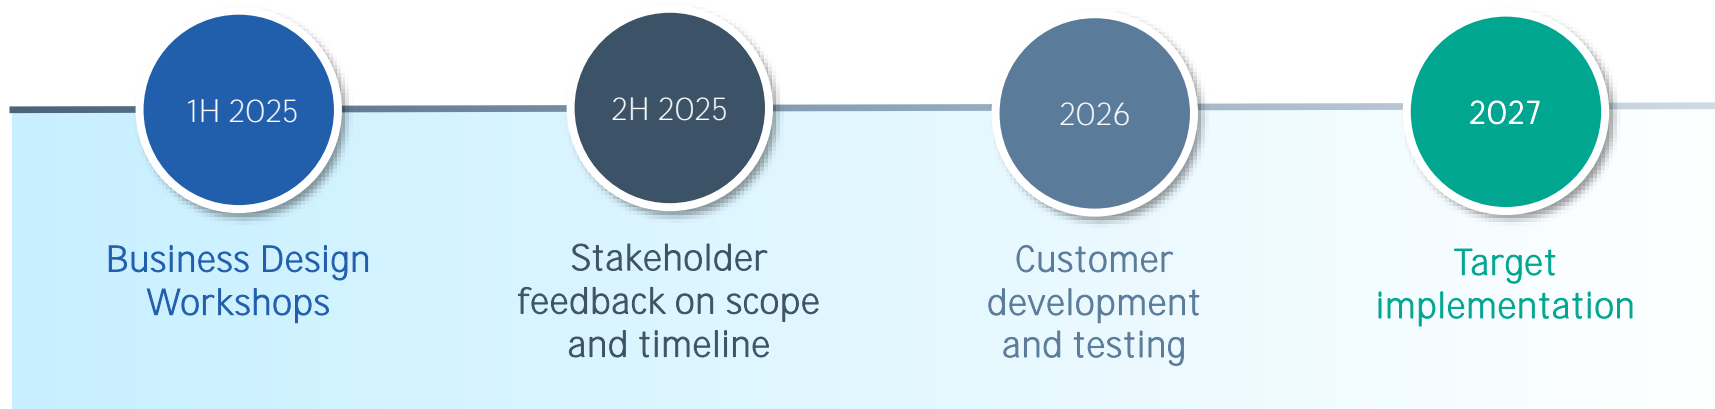 1H 2025
Business Design
Workshops
2H 2025
Stakeholder
feedback on scope
and timeline
2026
Customer
development
and testing
2027
Target
implementation